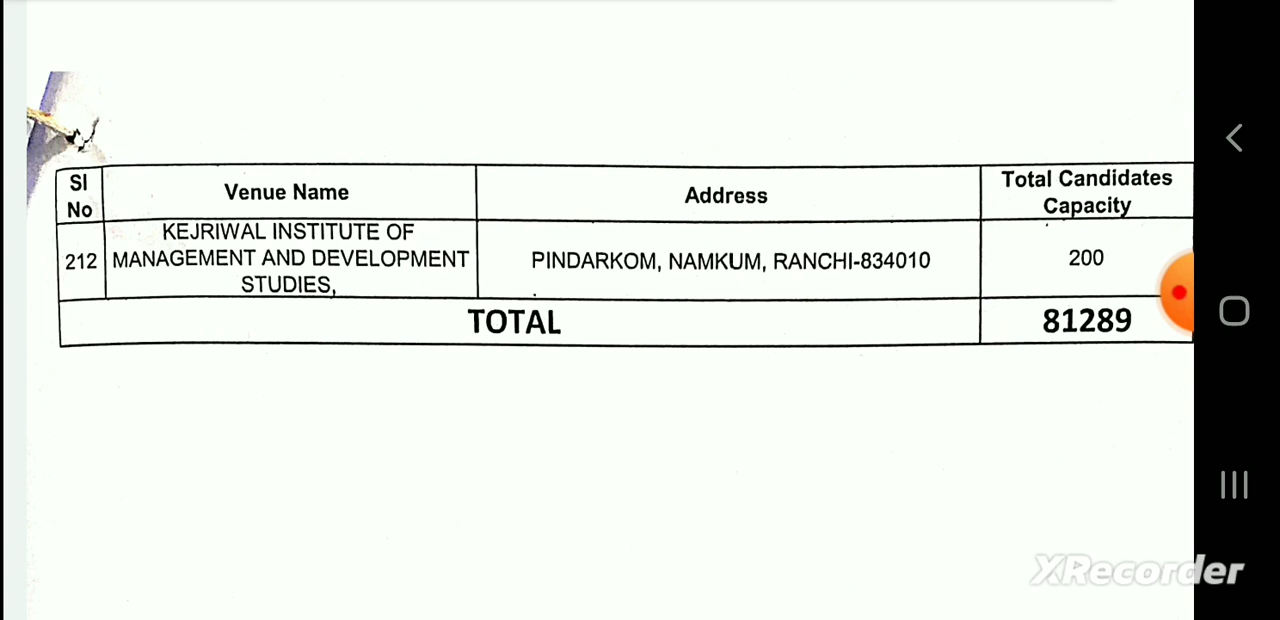 Sl
No
Venue Name
Address
Total Candidates
Capacity
212
KEJRIWAL INSTITUTE OF
MANAGEMENT AND DEVELOPMENT
STUDIES,
PINDARKOM, NAMKUM, RANCHI-834010
200
TOTAL
81289
XRecorder